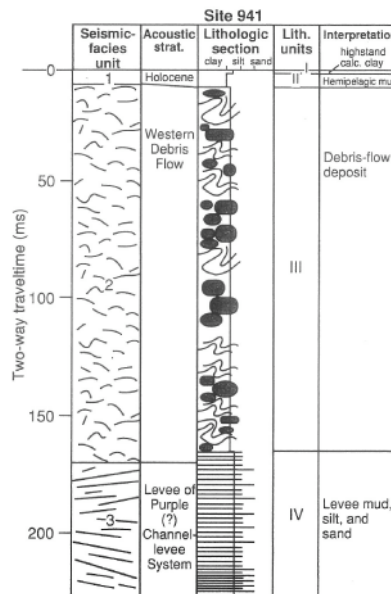 Site 941
Seismic-
facies
unit
Acoustic
strat.
Lithologic
section
clay silt sand
Lith.
units
Interpretation
highstand
calc. clay
0
1
Holocene
I
II
Hemipelagic mud
Western
Debris
Flow
Debris-flow
deposit
50
Two-way traveltime (ms)
2
III
100
150
Levee of
Purple
(?)
Channel-
levee
System
3
IV
Levee mud,
silt, and
sand
200